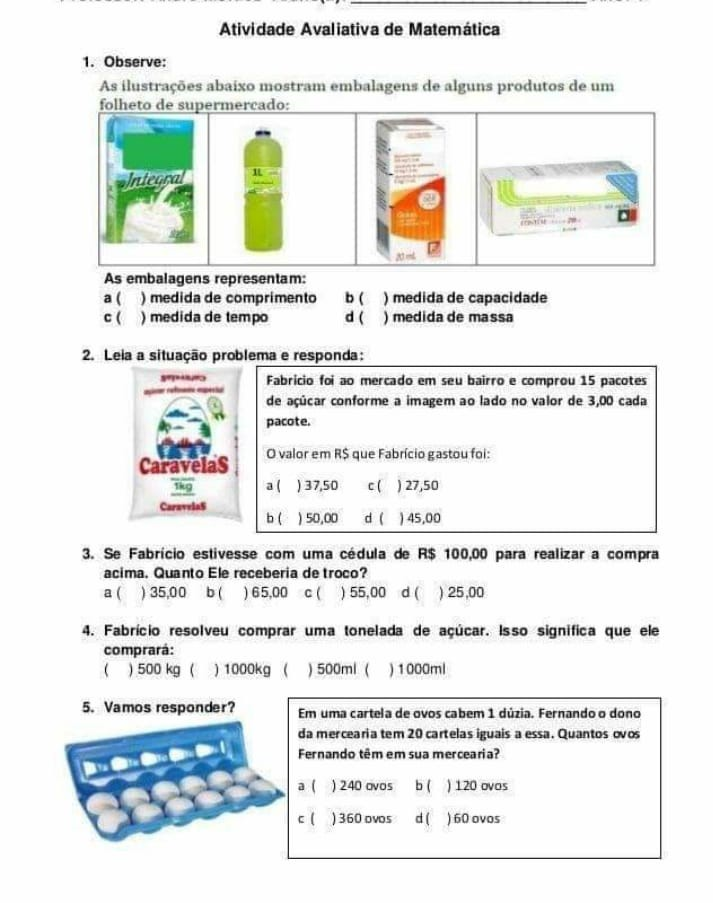 Atividade Avaliativa de Matemática
1. Observe:
As ilustrações abaixo mostram embalagens de alguns produtos de um
folheto de supermercado:
Integral
1L
20 mL
As embalagens representam:
a ( ) medida de comprimento b ( ) medida de capacidade
c ( ) medida de tempo d ( ) medida de massa
2. Leia a situação problema e responda:
CaravelaS
1kg
CaravelaS
Fabrício foi ao mercado em seu bairro e comprou 15 pacotes
de açúcar conforme a imagem ao lado no valor de 3,00 cada
pacote.
O valor em R$ que Fabrício gastou foi:
a ( ) 37,50 c ( ) 27,50
b ( ) 50,00 d ( ) 45,00
3. Se Fabrício estivesse com uma cédula de R$ 100,00 para realizar a compra
acima. Quanto Ele receberia de troco?
a ( ) 35,00 b ( ) 65,00 c ( ) 55,00 d ( ) 25,00
4. Fabrício resolveu comprar uma tonelada de açúcar. Isso significa que ele
comprará:
( ) 500 kg ( ) 1000kg ( ) 500ml ( ) 1000ml
5. Vamos responder?
Em uma cartela de ovos cabem 1 dúzia. Fernando o dono
da mercearia tem 20 cartelas iguais a essa. Quantos ovos
Fernando têm em sua mercearia?
a ( ) 240 ovos b ( ) 120 ovos
c ( ) 360 ovos d ( ) 60 ovos